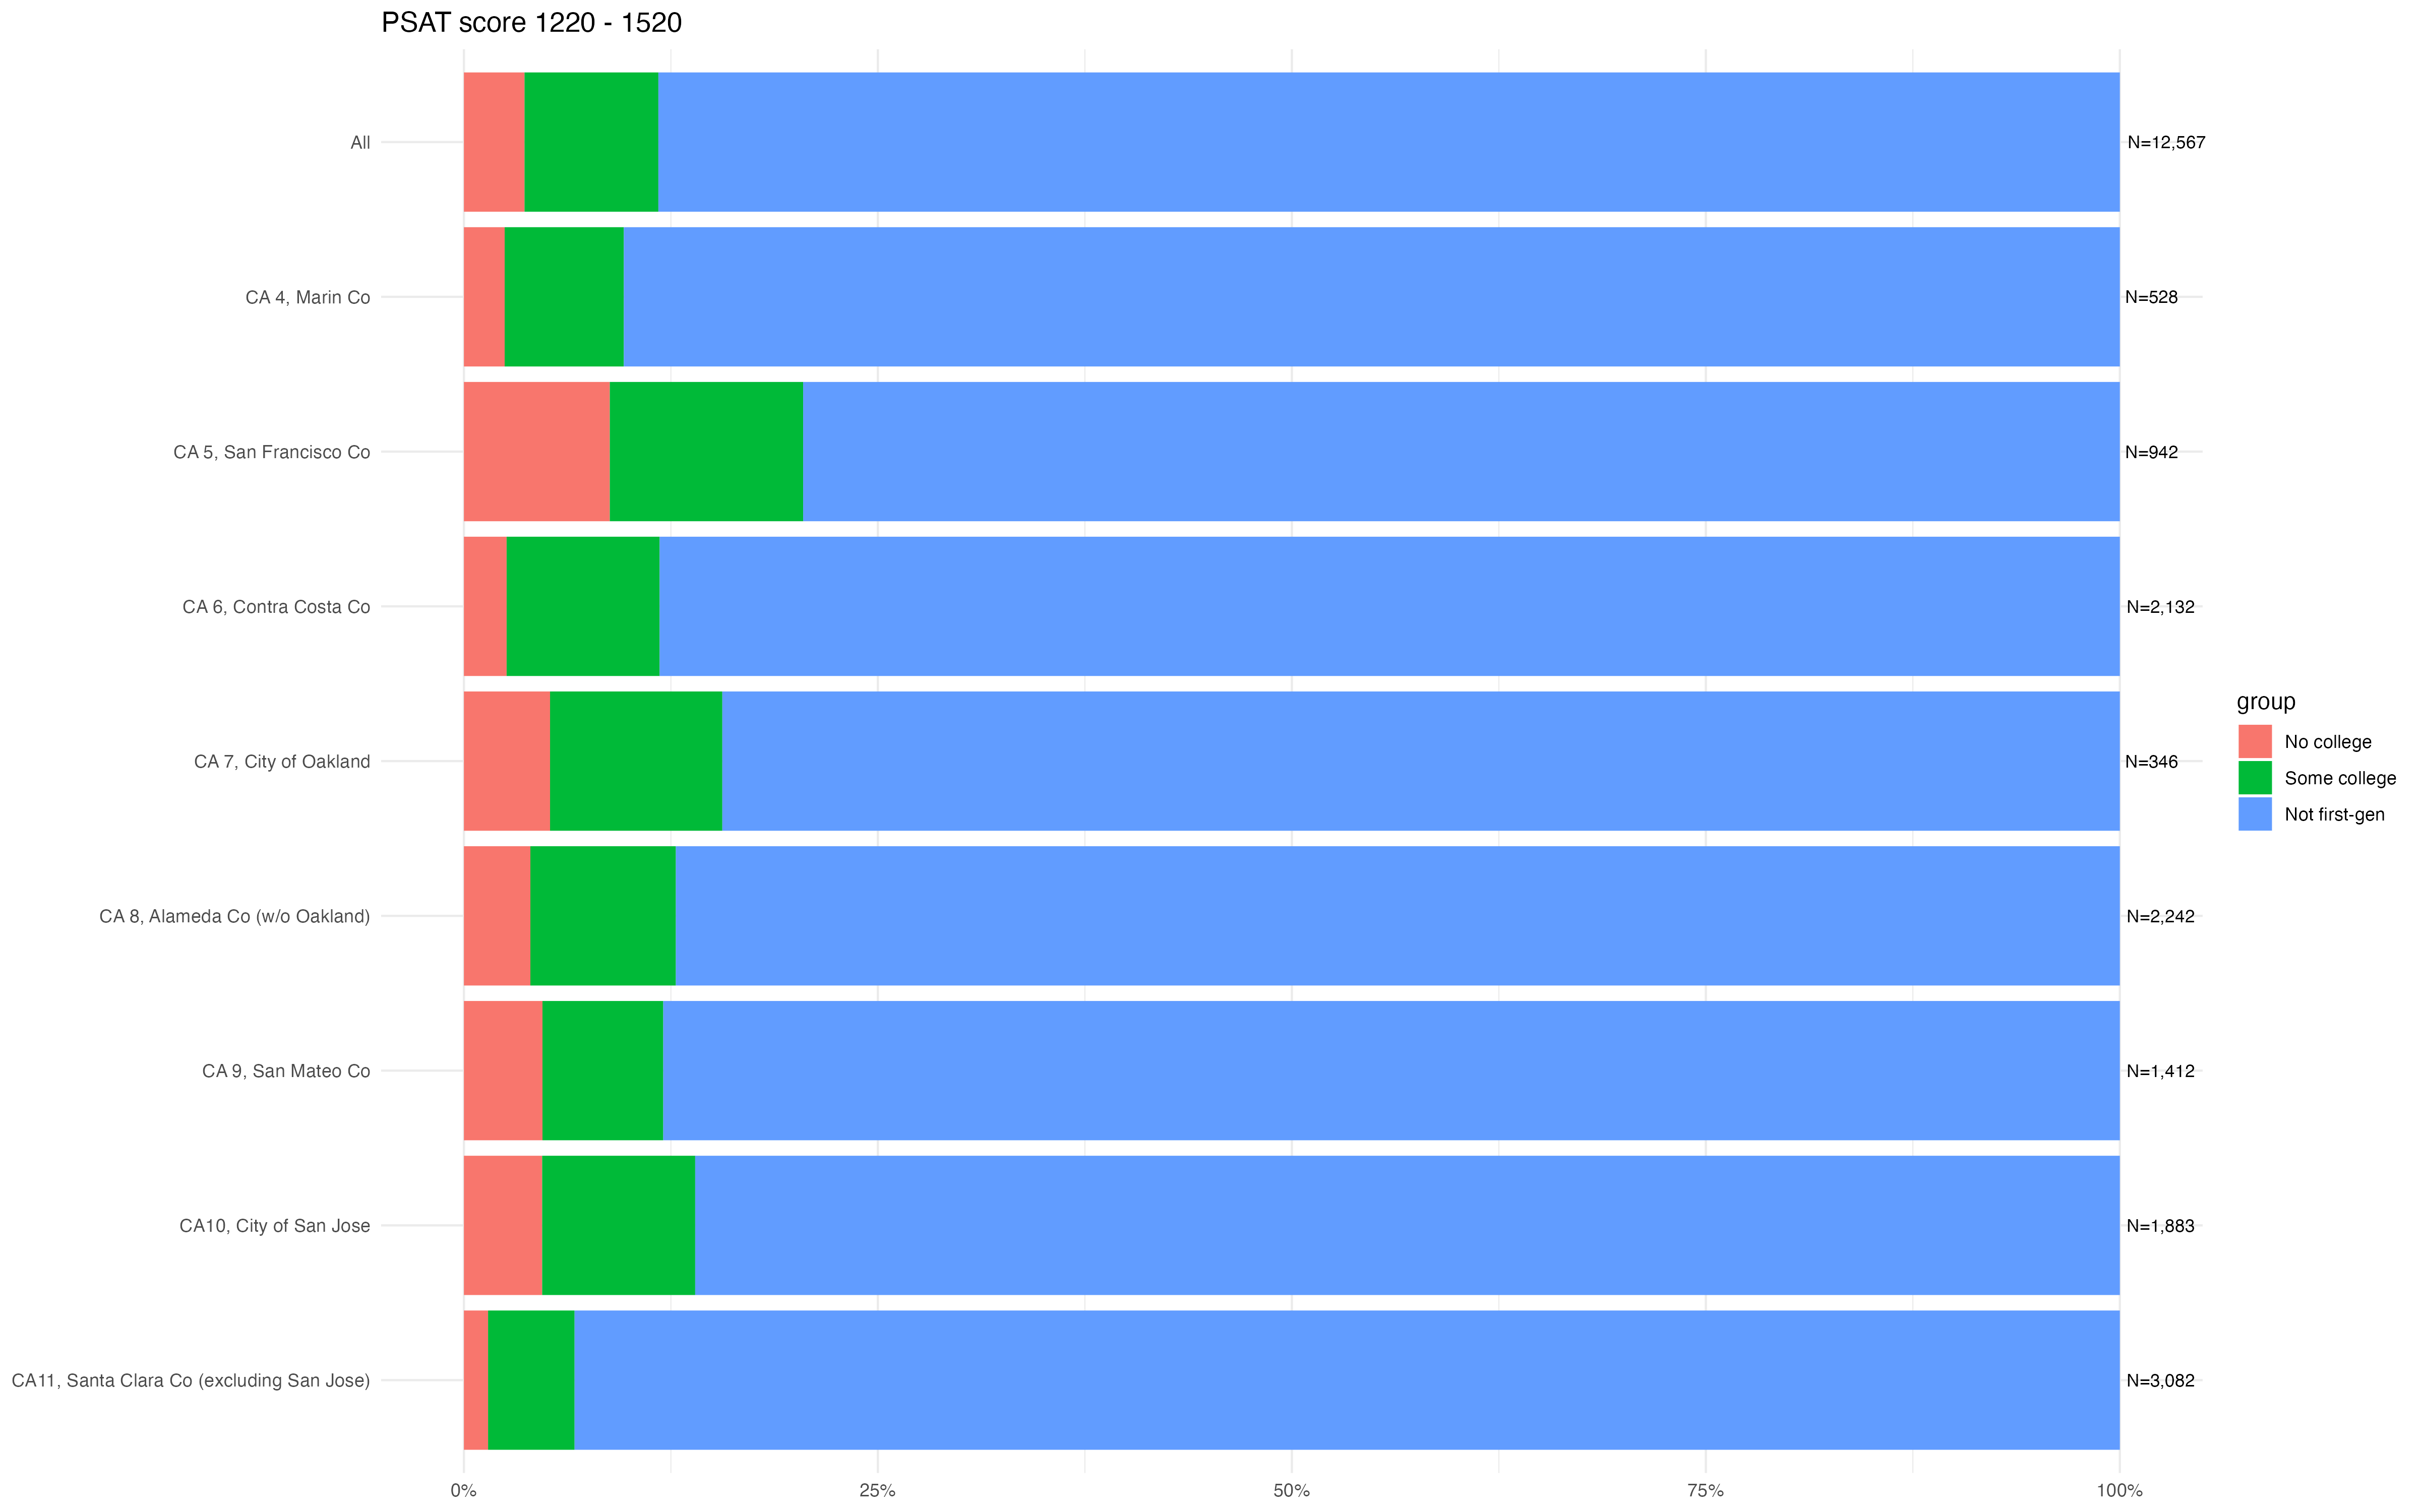 PSAT score 1220 - 1520
All
N=12,567
CA 4, Marin Co
N=528
CA 5, San Francisco Co
N=942
CA 6, Contra Costa Co
N=2,132
CA 7, City of Oakland
N=346
CA 8, Alameda Co (w/o Oakland)
N=2,242
CA 9, San Mateo Co
N=1,412
CA10, City of San Jose
N=1,883
CA11, Santa Clara Co (excluding San Jose)
N=3,082
0%
25%
50%
75%
100%
group
No college
Some college
Not first-gen